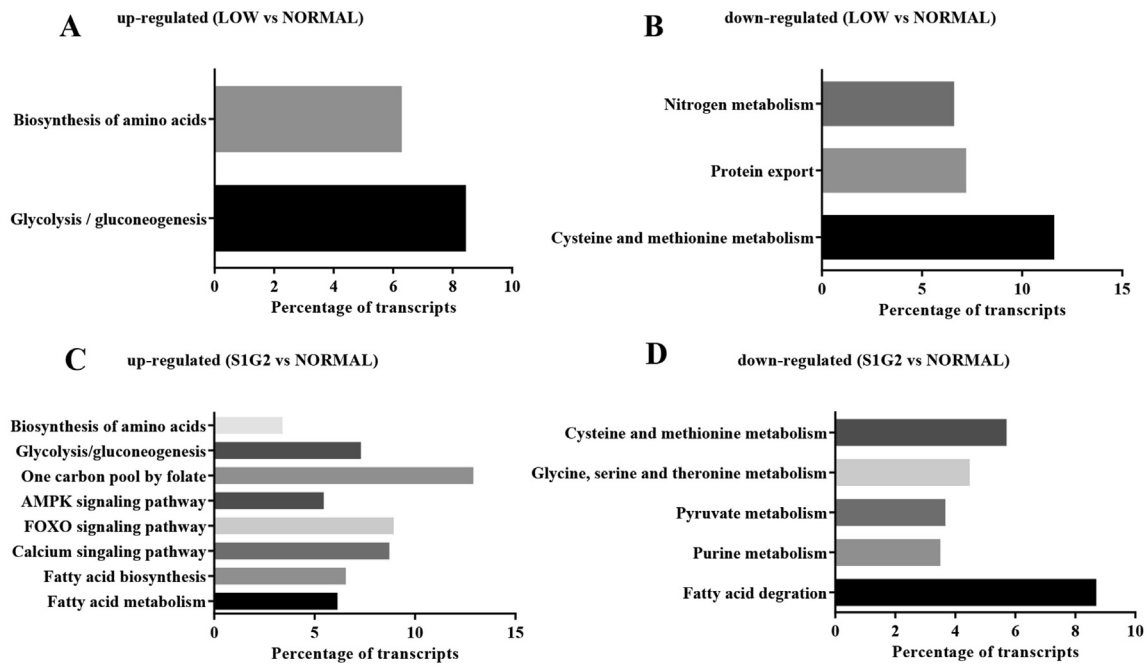 A
up-regulated (LOW vs NORMAL)
Biosynthesis of amino acids
Glycolysis / gluconeogenesis
0 2 4 6 8 10
Percentage of transcripts
B
down-regulated (LOW vs NORMAL)
Nitrogen metabolism
Protein export
Cysteine and methionine metabolism
0 5 10 15
Percentage of transcripts
C
up-regulated (S1G2 vs NORMAL)
Biosynthesis of amino acids
Glycolysis/gluconeogenesis
One carbon pool by folate
AMPK signaling pathway
FOXO signaling pathway
Calcium singaling pathway
Fatty acid biosynthesis
Fatty acid metabolism
0 5 10 15
Percentage of transcripts
D
down-regulated (S1G2 vs NORMAL)
Cysteine and methionine metabolism
Glycine, serine and theronine metabolism
Pyruvate metabolism
Purine metabolism
Fatty acid degration
0 2 4 6 8 10
Percentage of transcripts